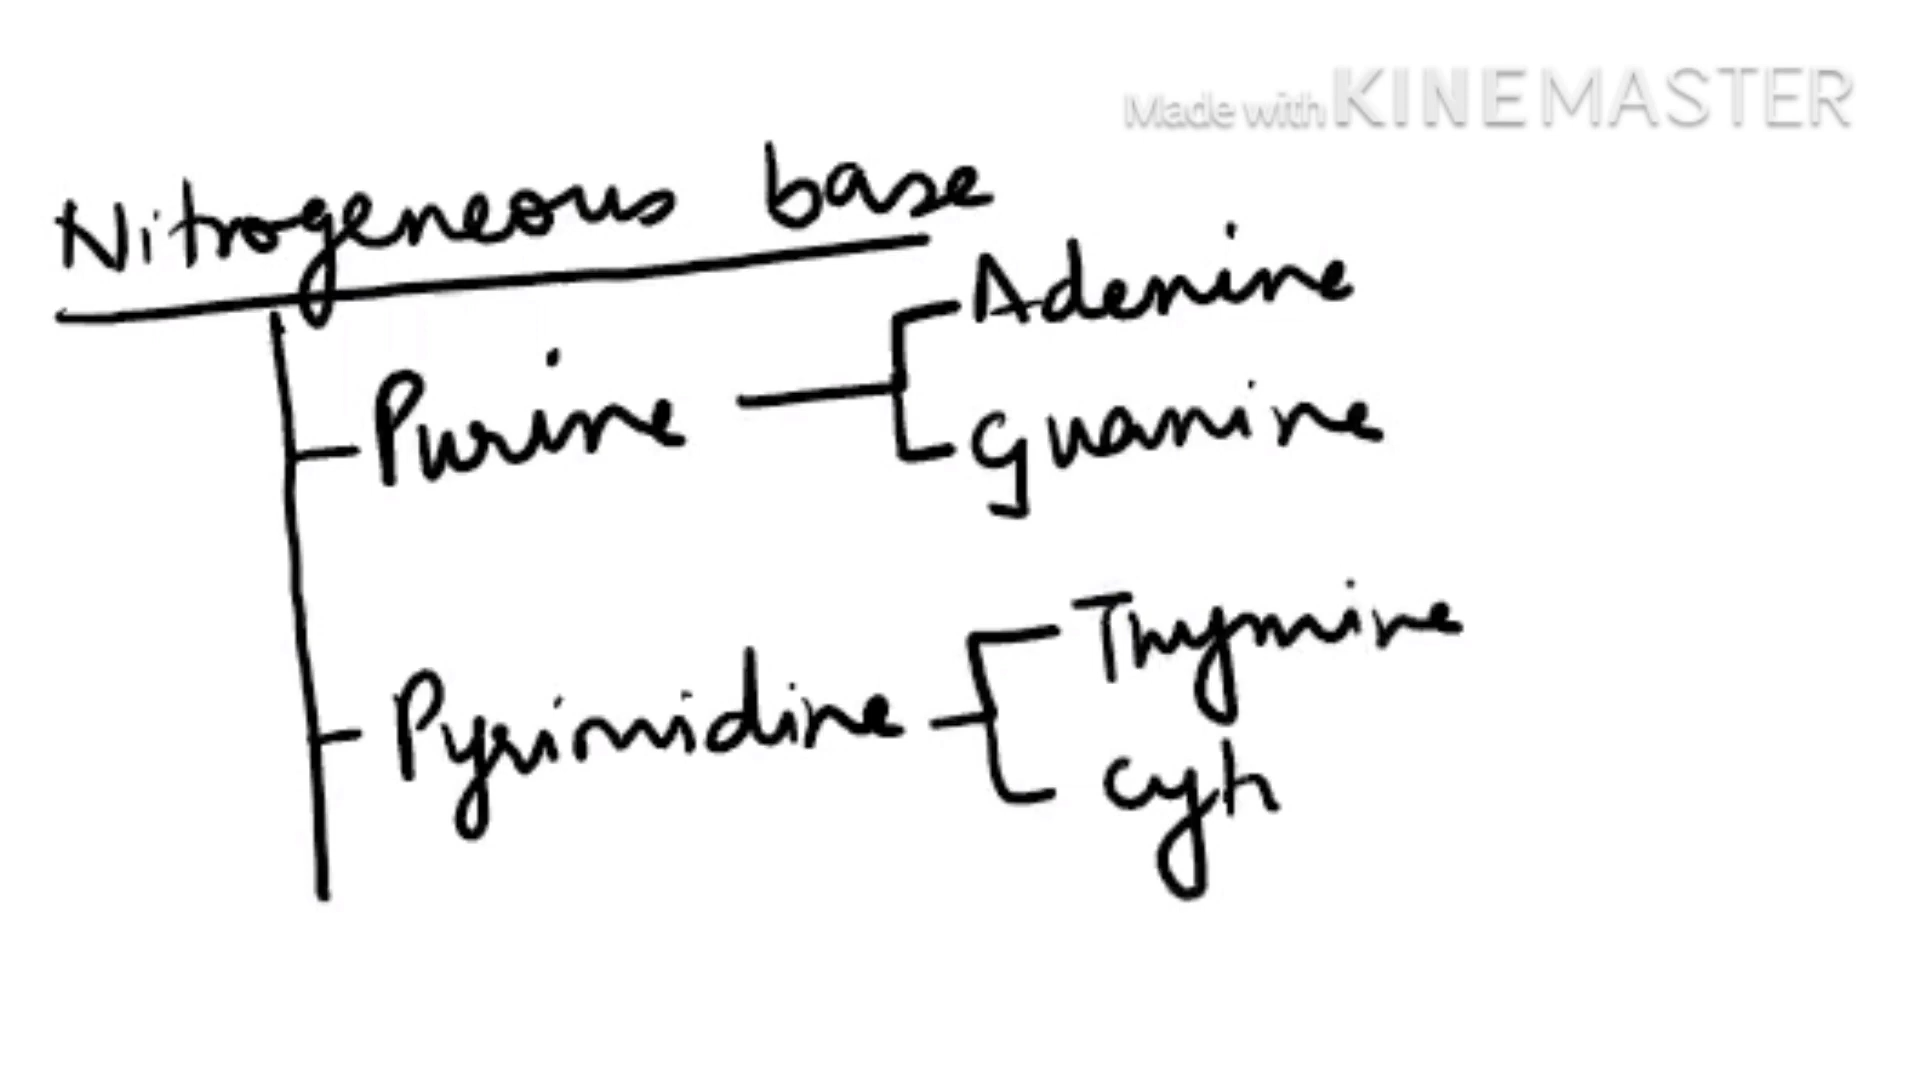 Made with KINEMASTER
Nitrogeneous base
Purine
Adenine
Guanine
Pyrimidine
Thymine
Cyt